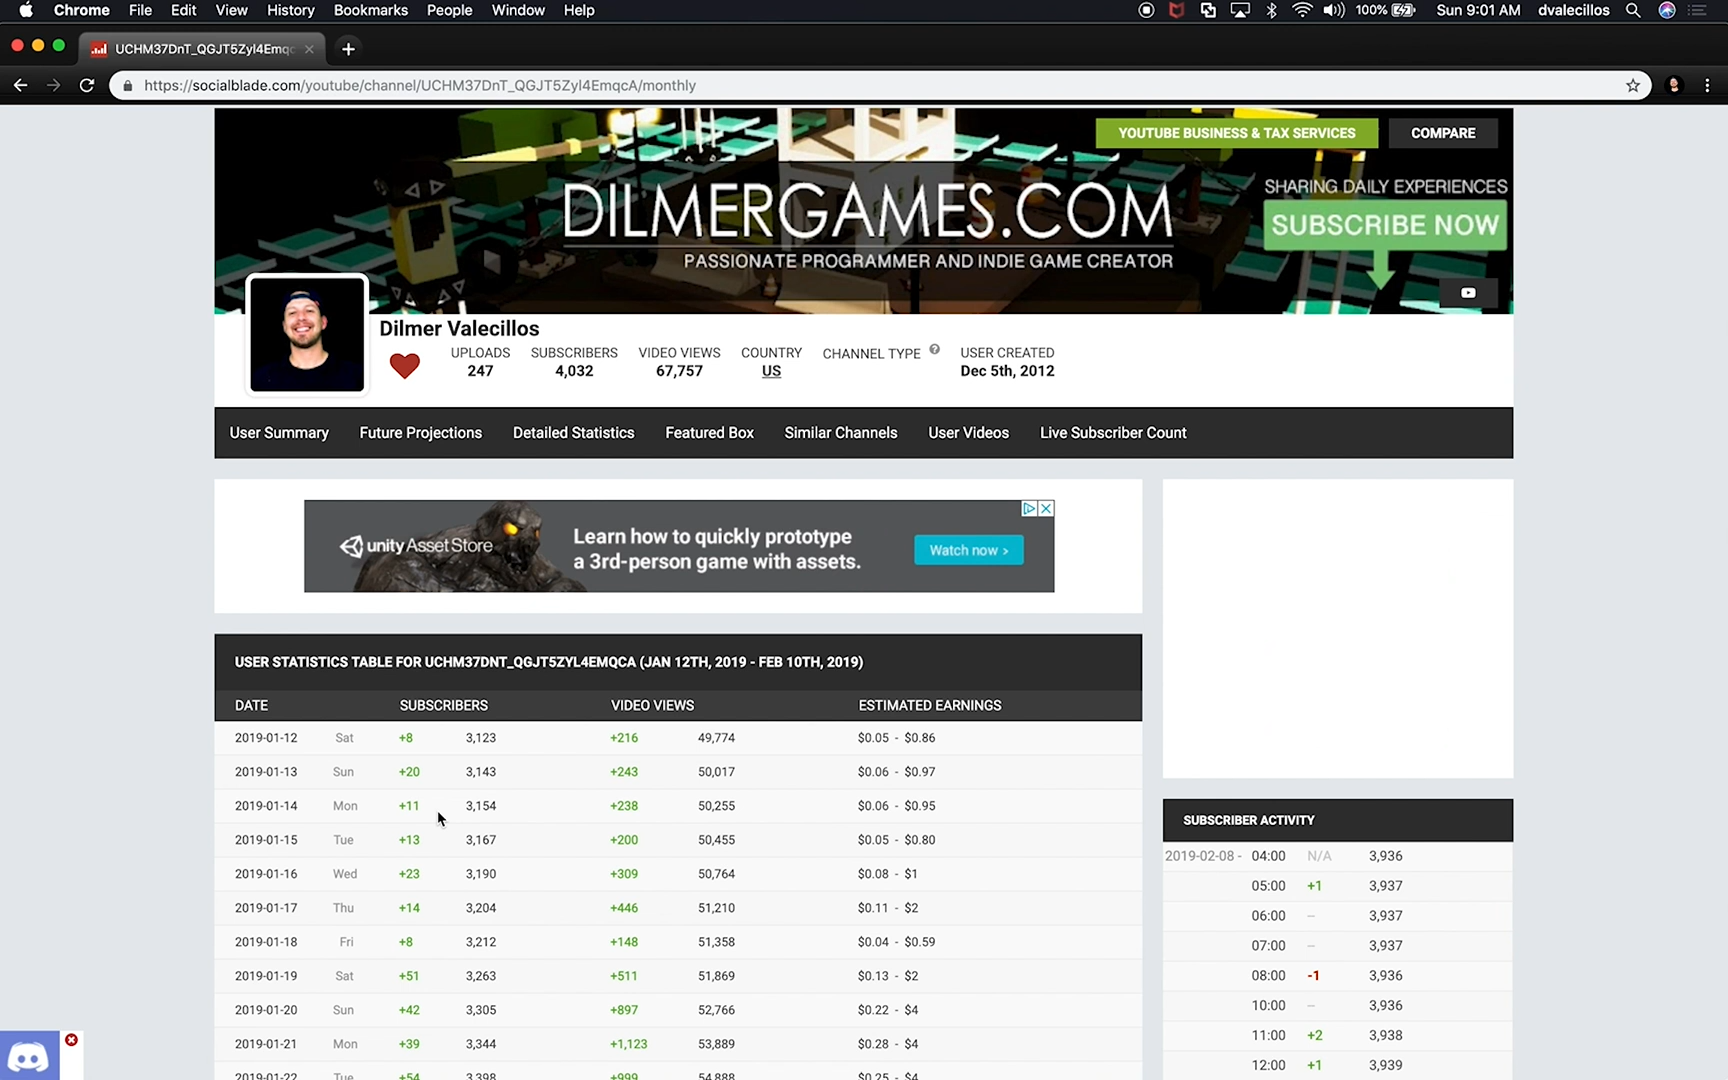 Chrome File Edit View History Bookmarks People Window Help 100% Sun 9:01 AM dvalecillos
UCHM37DnT_QGJT5Zyl4Emqc
https://socialblade.com/youtube/channel/UCHM37DnT_QGJT5Zyl4EmqcA/monthly
YOUTUBE BUSINESS & TAX SERVICES COMPARE
DILMERGAMES.COM
PASSIONATE PROGRAMMER AND INDIE GAME CREATOR
SHARING DAILY EXPERIENCES
SUBSCRIBE NOW
Dilmer Valecillos
UPLOADS SUBSCRIBERS VIDEO VIEWS COUNTRY CHANNEL TYPE ? USER CREATED
247 4,032 67,757 US Dec 5th, 2012
User Summary Future Projections Detailed Statistics Featured Box Similar Channels User Videos Live Subscriber Count
unity Asset Store
Learn how to quickly prototype
a 3rd-person game with assets.
Watch now >
USER STATISTICS TABLE FOR UCHM37DNT_QGJT5ZYL4EMQCA (JAN 12TH, 2019 - FEB 10TH, 2019)
DATE SUBSCRIBERS VIDEO VIEWS ESTIMATED EARNINGS
2019-01-12 Sat +8 3,123 +216 49,774 $0.05 - $0.86
2019-01-13 Sun +20 3,143 +243 50,017 $0.06 - $0.97
2019-01-14 Mon +11 3,154 +238 50,255 $0.06 - $0.95
2019-01-15 Tue +13 3,167 +200 50,455 $0.05 - $0.80
2019-01-16 Wed +23 3,190 +309 50,764 $0.08 - $1
2019-01-17 Thu +14 3,204 +446 51,210 $0.11 - $2
2019-01-18 Fri +8 3,212 +148 51,358 $0.04 - $0.59
2019-01-19 Sat +51 3,263 +511 51,869 $0.13 - $2
2019-01-20 Sun +42 3,305 +897 52,766 $0.22 - $4
2019-01-21 Mon +39 3,344 +1,123 53,889 $0.28 - $4
2019-01-22 Tue +54 3,398 +999 54,888 $0.25 - $4
SUBSCRIBER ACTIVITY
2019-02-08 - 04:00 N/A 3,936
05:00 +1 3,937
06:00 -- 3,937
07:00 -- 3,937
08:00 -1 3,936
10:00 -- 3,936
11:00 +2 3,938
12:00 +1 3,939